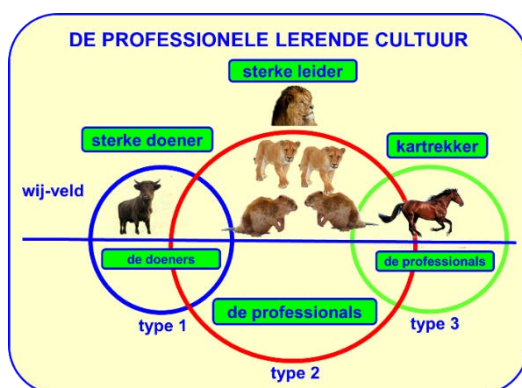 DE PROFESSIONELE LERENDE CULTUUR
sterke leider
sterke doener
kartrekker
wij-veld
de doeners
de professionals
de professionals
type 1
type 2
type 3